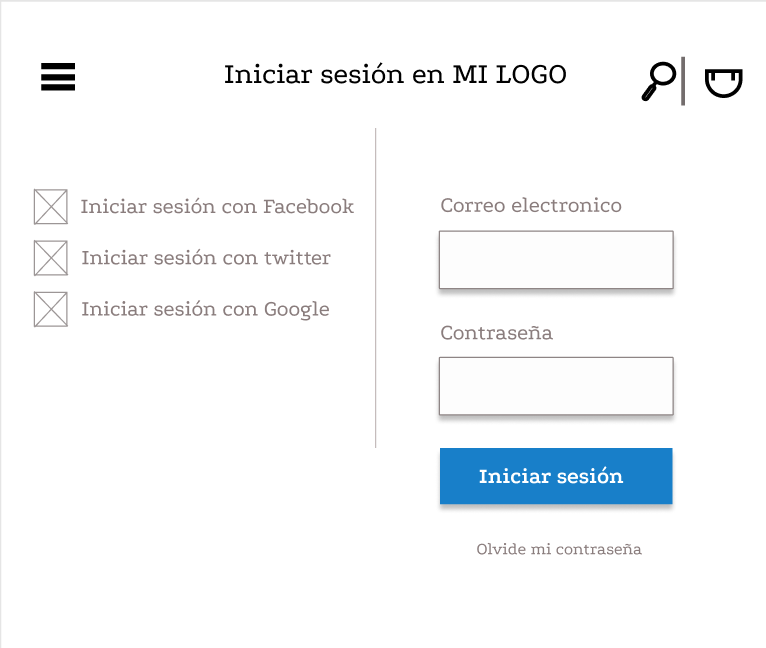 Iniciar sesión en MI LOGO
Iniciar sesión con Facebook
Iniciar sesión con twitter
Iniciar sesión con Google
Correo electronico
Contraseña
Iniciar sesión
Olvide mi contraseña